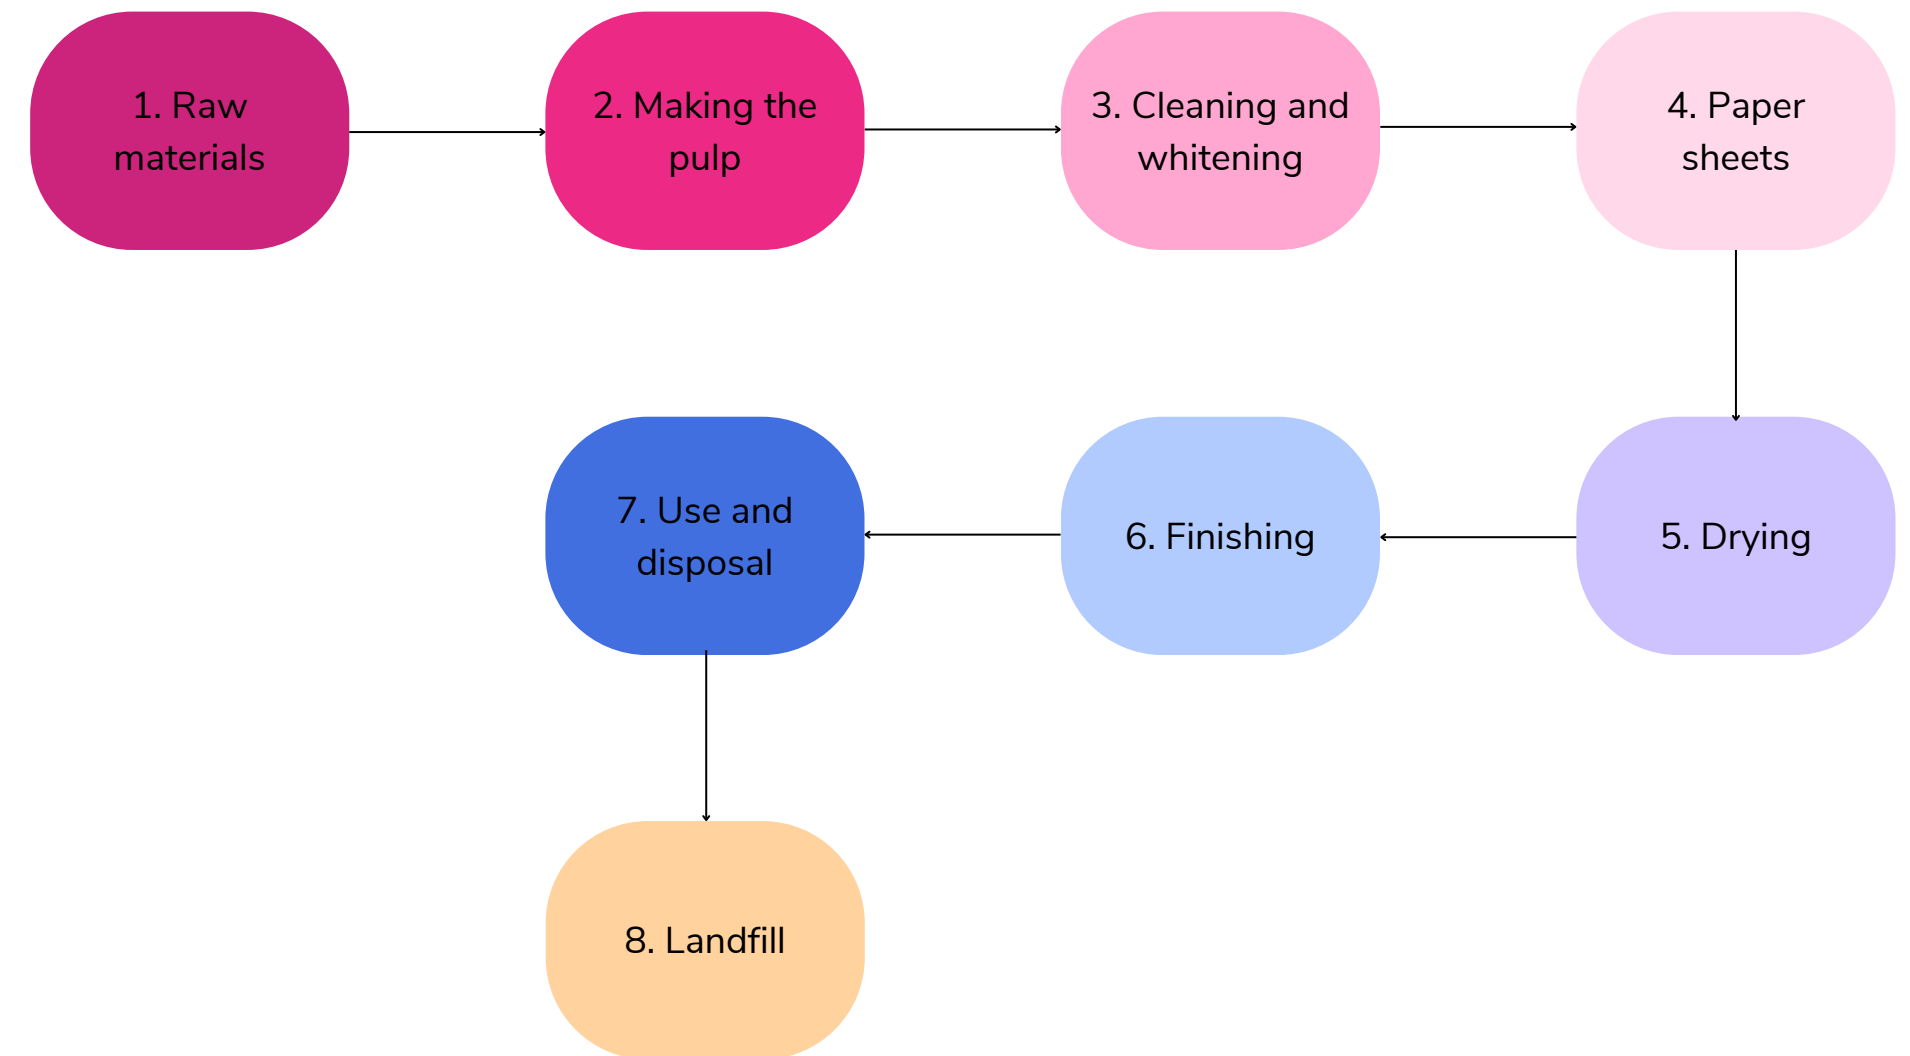 1. Raw
materials
2. Making the
pulp
3. Cleaning and
whitening
4. Paper
sheets
5. Drying
6. Finishing
7. Use and
disposal
8. Landfill